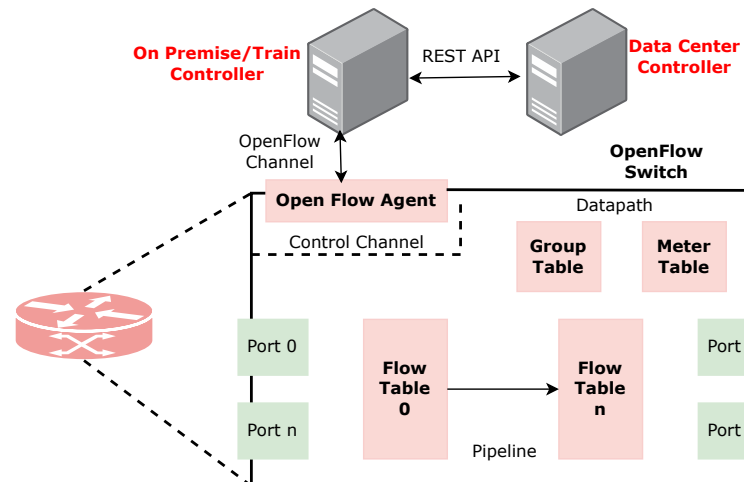 On Premise/Train
Controller
REST API
Data Center
Controller
OpenFlow
Channel
OpenFlow
Switch
Open Flow Agent
Datapath
Control Channel
Group
Table
Meter
Table
Port 0
Flow
Table
0
Flow
Table
n
Port
Port n
Port
Pipeline